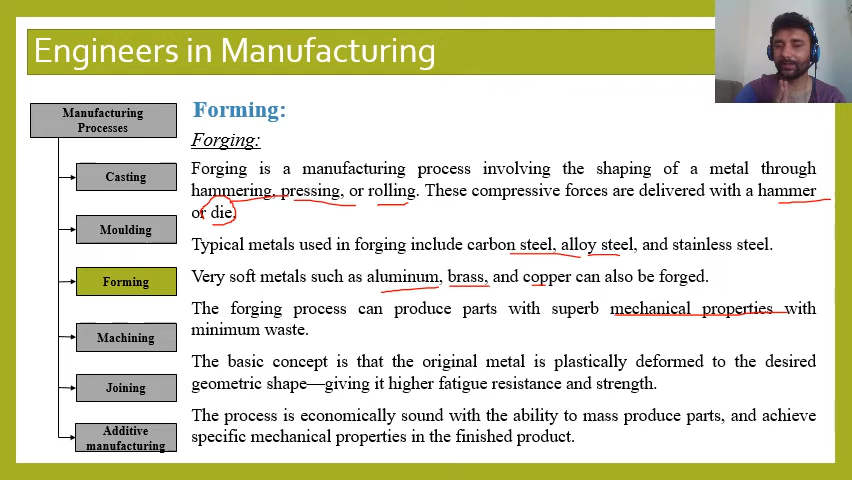 Engineers in Manufacturing
Manufacturing
Processes
Casting
Moulding
Forming
Machining
Joining
Additive
manufacturing
Forming:
Forging:
Forging is a manufacturing process involving the shaping of a metal through
hammering, pressing, or rolling. These compressive forces are delivered with a hammer
or die.
Typical metals used in forging include carbon steel, alloy steel, and stainless steel.
Very soft metals such as aluminum, brass, and copper can also be forged.
The forging process can produce parts with superb mechanical properties with
minimum waste.
The basic concept is that the original metal is plastically deformed to the desired
geometric shape—giving it higher fatigue resistance and strength.
The process is economically sound with the ability to mass produce parts, and achieve
specific mechanical properties in the finished product.